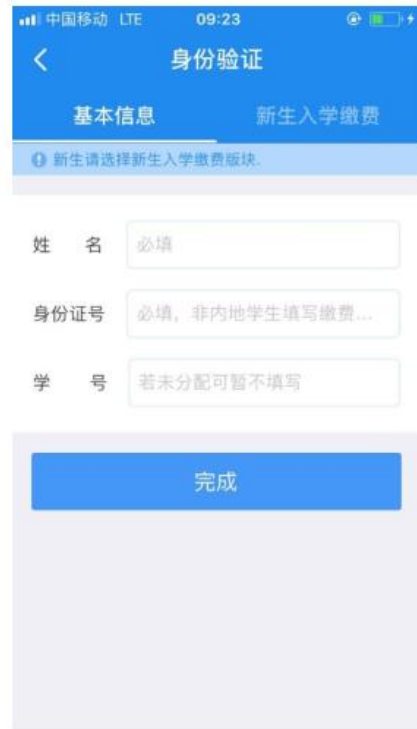 中国移动 LTE 09:23
身份验证
基本信息 新生入学缴费
新生请选择新生入学缴费版块.
姓 名 必填
身份证号 必填，非内地学生填写缴费...
学 号 若未分配可暂不填写
完成